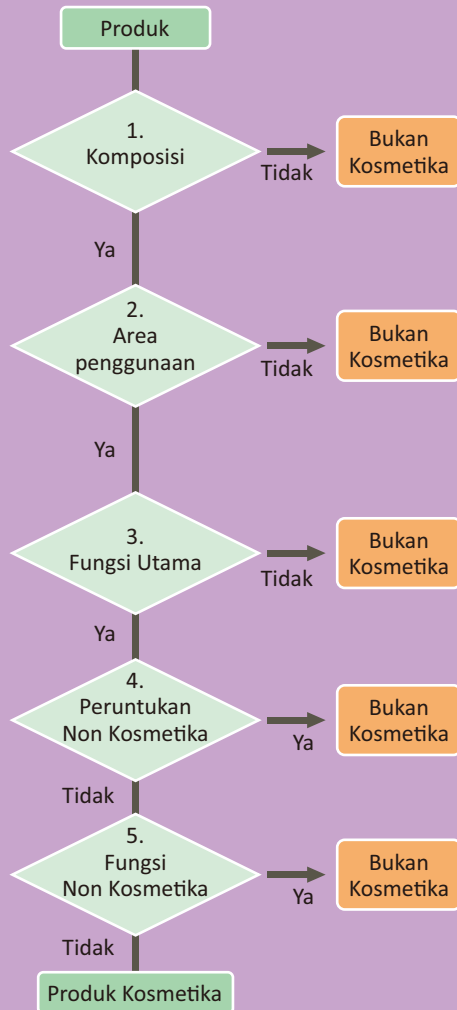 Produk
1.
Komposisi
Tidak
Bukan
Kosmetika
Ya
2.
Area
penggunaan
Tidak
Bukan
Kosmetika
Ya
3.
Fungsi Utama
Tidak
Bukan
Kosmetika
Ya
4.
Peruntukan
Non Kosmetika
Ya
Bukan
Kosmetika
Tidak
5.
Fungsi
Non Kosmetika
Ya
Bukan
Kosmetika
Tidak
Produk Kosmetika